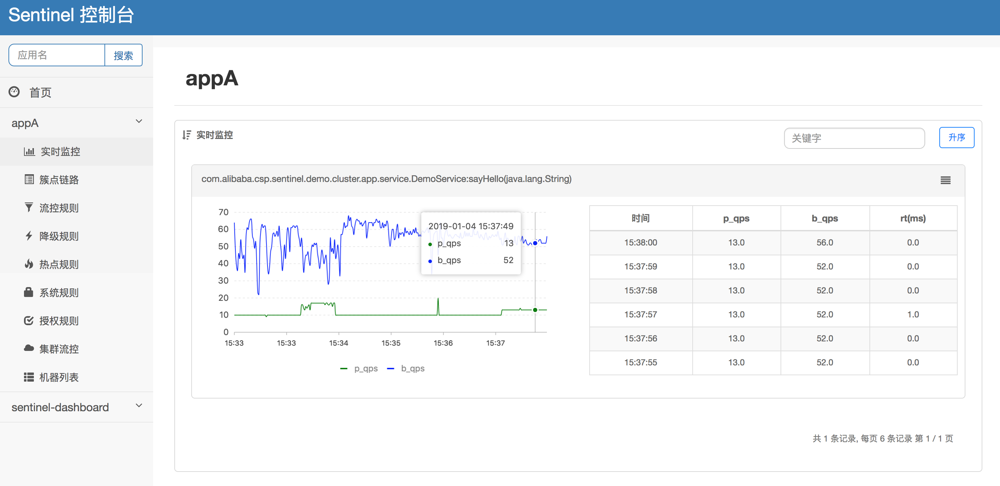 Sentinel 控制台
应用名 搜索
首页
appA
实时监控
簇点链路
流控规则
降级规则
热点规则
系统规则
授权规则
集群流控
机器列表
sentinel-dashboard
appA
实时监控 关键字 升序
com.alibaba.csp.sentinel.demo.cluster.app.service.DemoService:sayHello(java.lang.String)
70
60
50
40
30
20
10
0
15:33 15:33 15:34 15:35 15:36 15:37
2019-01-04 15:37:49
p_qps 13
b_qps 52
p_qps b_qps
时间 p_qps b_qps rt(ms)
15:38:00 13.0 56.0 0.0
15:37:59 13.0 52.0 0.0
15:37:58 13.0 52.0 0.0
15:37:57 13.0 52.0 1.0
15:37:56 13.0 52.0 0.0
15:37:55 13.0 52.0 0.0
共 1 条记录, 每页 6 条记录 第 1 / 1 页